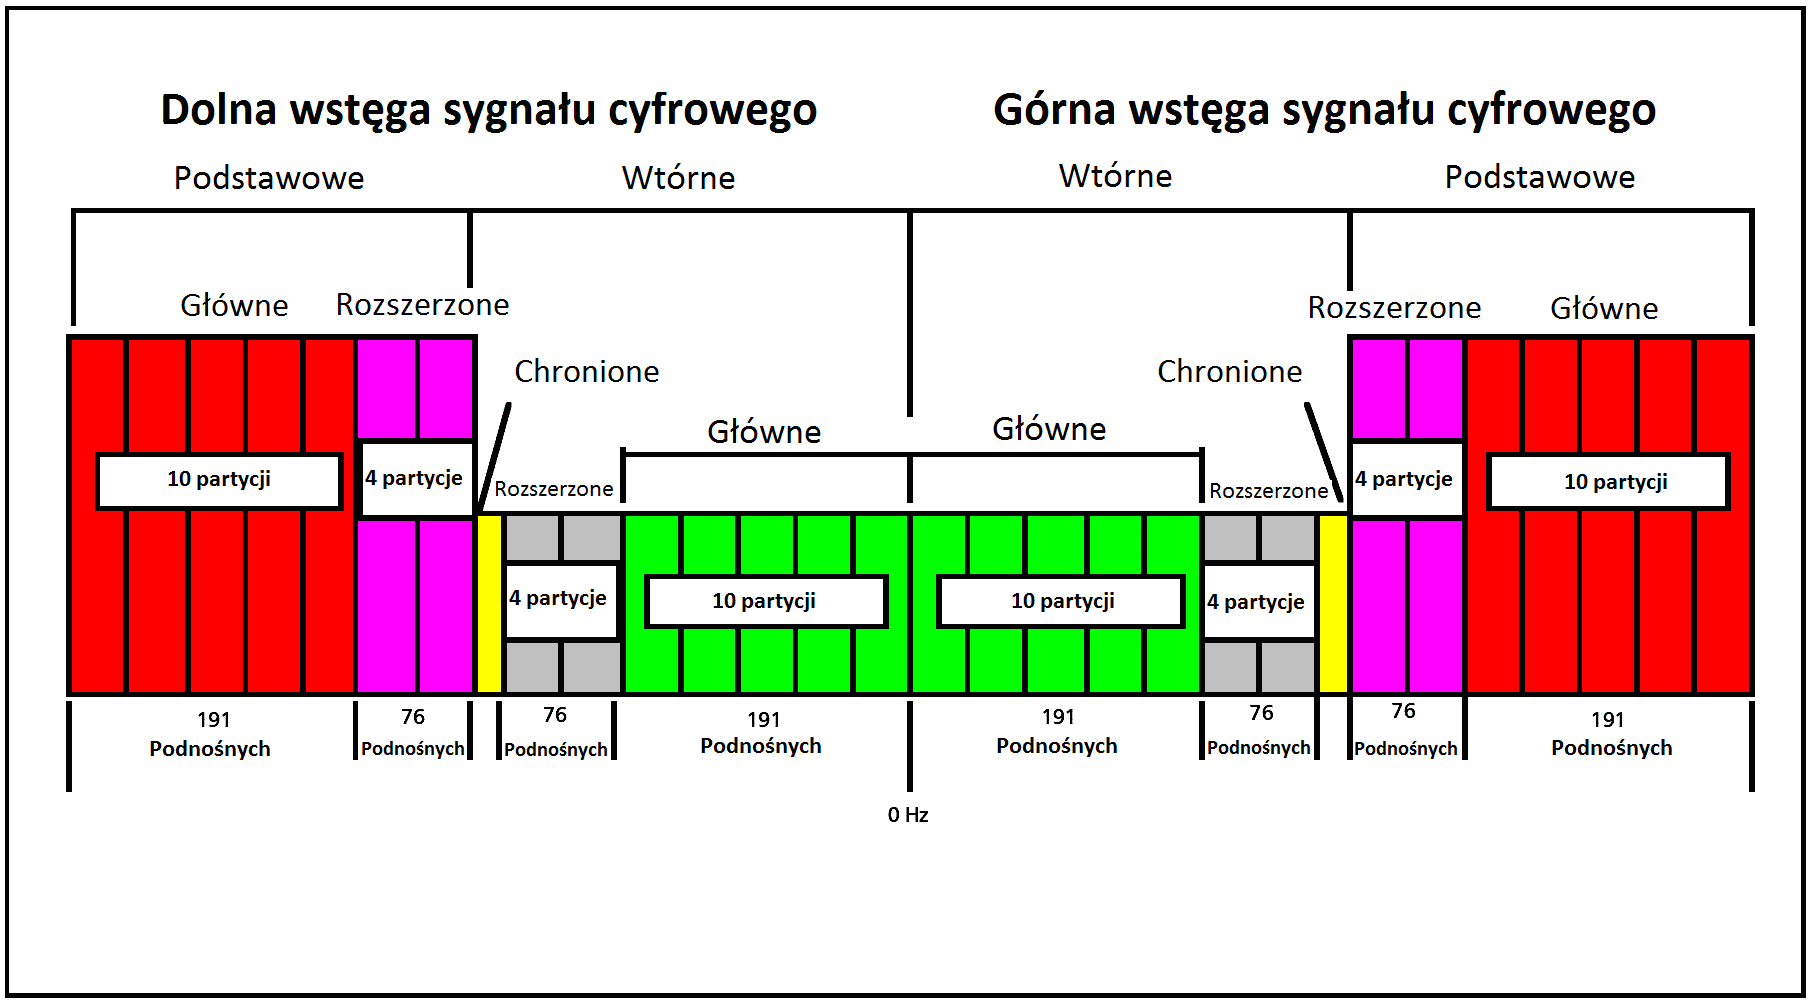 Dolna wstęga sygnału cyfrowego
Górna wstęga sygnału cyfrowego
Podstawowe
Wtórne
Wtórne
Podstawowe
Główne
Rozszerzone
Rozszerzone
Główne
Chronione
Chronione
Główne
Główne
Rozszerzone
Rozszerzone
10 partycji
4 partycje
4 partycje
10 partycji
4 partycje
10 partycji
10 partycji
4 partycje
191
Podnośnych
76
Podnośnych
76
Podnośnych
191
Podnośnych
191
Podnośnych
76
Podnośnych
76
Podnośnych
191
Podnośnych
0 Hz